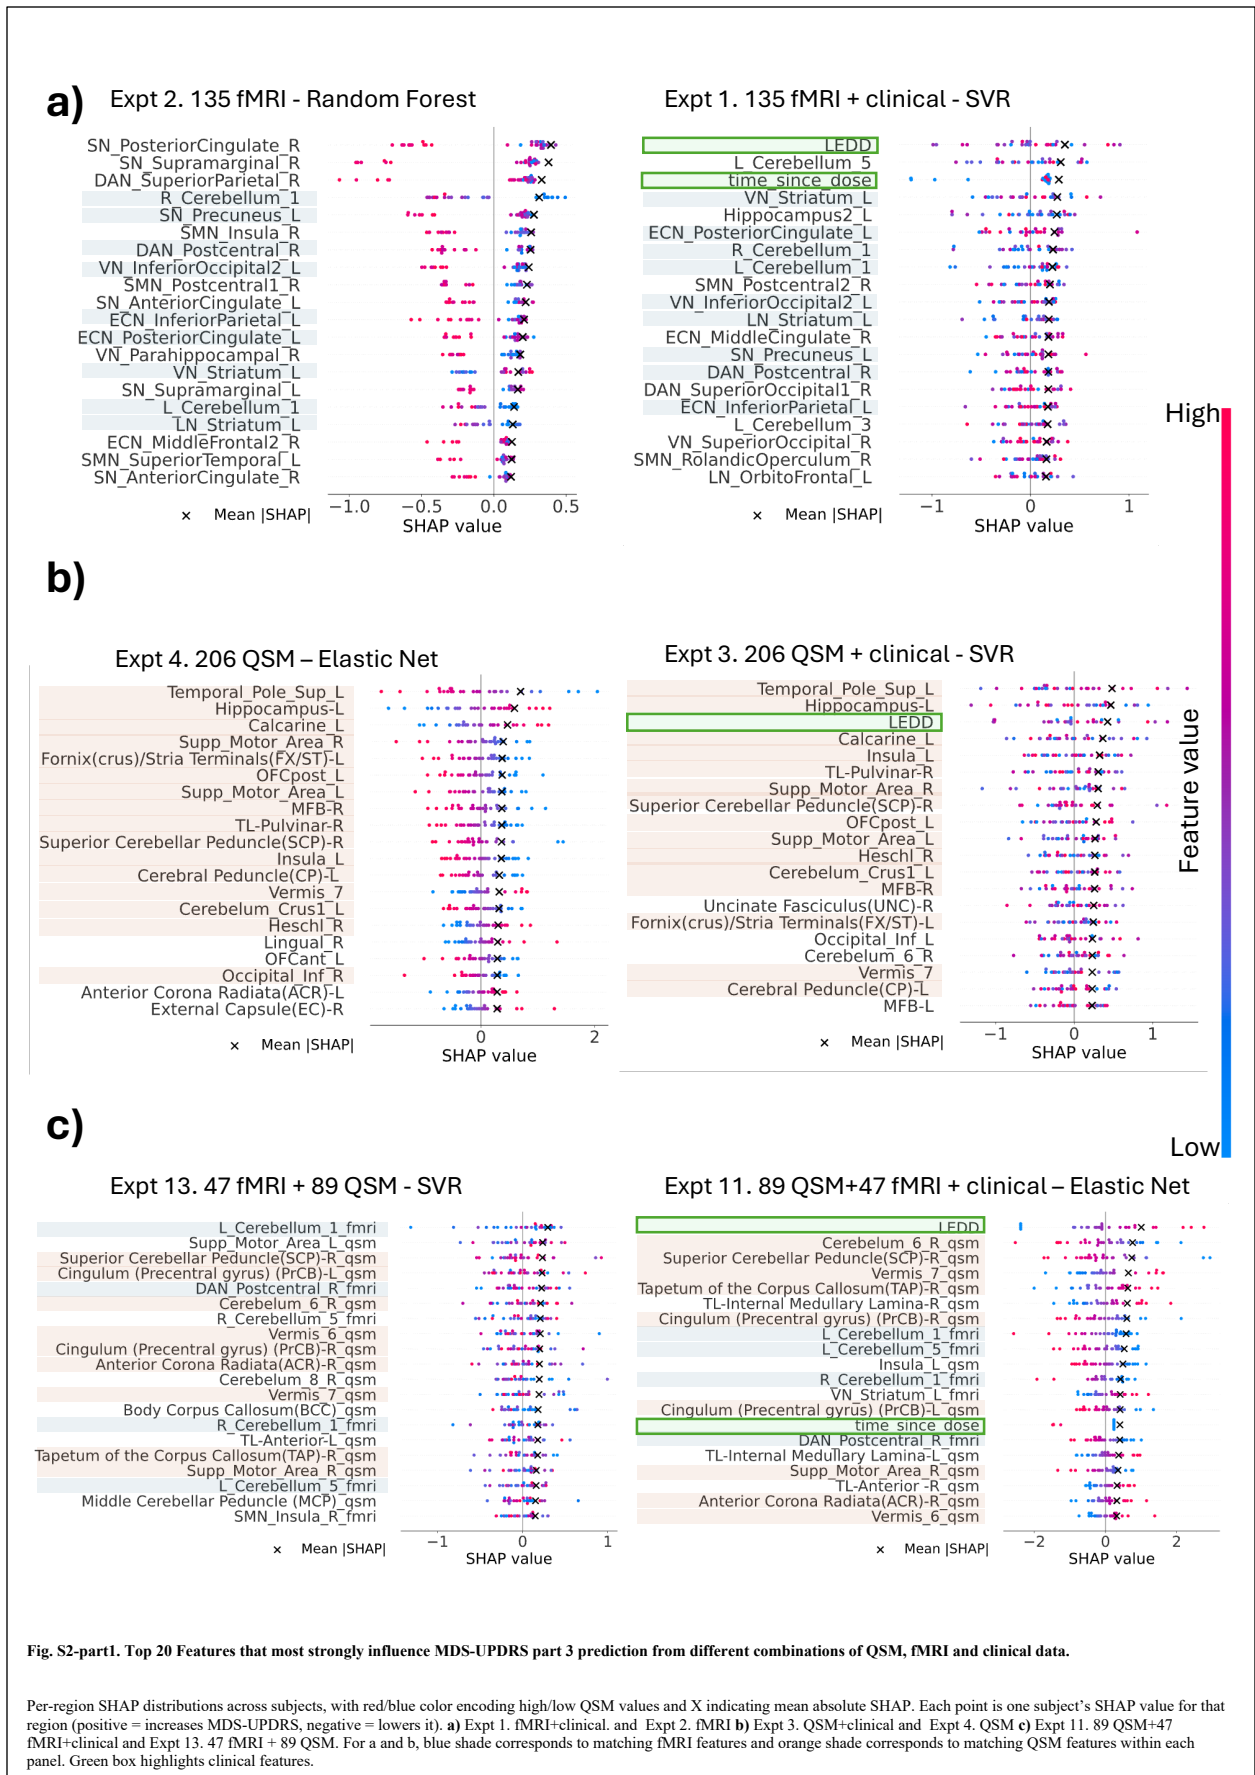 a)
Expt 2. 135 fMRI - Random Forest
SN_PosteriorCingulate_R
SN_Supramarginal_R
DAN_SuperiorParietal_R
R_Cerebellum_1
SN_Precuneus_L
SMN_Insula_R
DAN_Postcentral_R
VN_InferiorOccipital2_L
SMN_Postcentral1_R
SN_AnteriorCingulate_L
ECN_InferiorParietal_L
ECN_PosteriorCingulate_L
VN_Parahippocampal_R
VN_Striatum_L
SN_Supramarginal_L
L_Cerebellum_1
LN_Striatum_L
ECN_MiddleFrontal2_R
SMN_SuperiorTemporal_L
SN_AnteriorCingulate_R
−1.0 −0.5 0.0 0.5
× Mean |SHAP|
SHAP value
Expt 1. 135 fMRI + clinical - SVR
LEDD
L_Cerebellum_5
time_since_dose
VN_Striatum_L
Hippocampus2_L
ECN_PosteriorCingulate_L
R_Cerebellum_1
L_Cerebellum_1
SMN_Postcentral2_R
VN_InferiorOccipital2_L
LN_Striatum_L
ECN_MiddleCingulate_R
SN_Precuneus_L
DAN_Postcentral_R
DAN_SuperiorOccipital1_R
ECN_InferiorParietal_L
L_Cerebellum_3
VN_SuperiorOccipital_R
SMN_RolandicOperculum_R
LN_OrbitoFrontal_L
−1 0 1
× Mean |SHAP|
SHAP value
High
Feature value
Low
b)
Expt 4. 206 QSM – Elastic Net
Temporal_Pole_Sup_L
Hippocampus-L
Calcarine_L
Supp_Motor_Area_R
Fornix(crus)/Stria Terminals(FX/ST)-L
OFCpost_L
Supp_Motor_Area_L
MFB-R
TL-Pulvinar-R
Superior Cerebellar Peduncle(SCP)-R
Insula_L
Cerebral Peduncle(CP)-L
Vermis_7
Cerebelum_Crus1_L
Heschl_R
Lingual_R
OFCant_L
Occipital_Inf_R
Anterior Corona Radiata(ACR)-L
External Capsule(EC)-R
0 2
× Mean |SHAP|
SHAP value
Expt 3. 206 QSM + clinical - SVR
Temporal_Pole_Sup_L
Hippocampus-L
LEDD
Calcarine_L
Insula_L
TL-Pulvinar-R
Supp_Motor_Area_R
Superior Cerebellar Peduncle(SCP)-R
OFCpost_L
Supp_Motor_Area_L
Heschl_R
Cerebelum_Crus1_L
MFB-R
Uncinate Fasciculus(UNC)-R
Fornix(crus)/Stria Terminals(FX/ST)-L
Occipital_Inf_L
Cerebelum_6_R
Vermis_7
Cerebral Peduncle(CP)-L
MFB-L
−1 0 1
× Mean |SHAP|
SHAP value
c)
Expt 13. 47 fMRI + 89 QSM - SVR
L_Cerebellum_1_fmri
Supp_Motor_Area_L_qsm
Superior Cerebellar Peduncle(SCP)-R_qsm
Cingulum (Precentral gyrus) (PrCB)-L_qsm
DAN_Postcentral_R_fmri
Cerebelum_6_R_qsm
R_Cerebellum_5_fmri
Vermis_6_qsm
Cingulum (Precentral gyrus) (PrCB)-R_qsm
Anterior Corona Radiata(ACR)-R_qsm
Cerebelum_8_R_qsm
Vermis_7_qsm
Body Corpus Callosum(BCC)_qsm
R_Cerebellum_1_fmri
TL-Anterior-L_qsm
Tapetum of the Corpus Callosum(TAP)-R_qsm
Supp_Motor_Area_R_qsm
L_Cerebellum_5_fmri
Middle Cerebellar Peduncle (MCP)_qsm
SMN_Insula_R_fmri
−1 0 1
× Mean |SHAP|
SHAP value
Expt 11. 89 QSM+47 fMRI + clinical – Elastic Net
LEDD
Cerebelum_6_R_qsm
Superior Cerebellar Peduncle(SCP)-R_qsm
Vermis_7_qsm
Tapetum of the Corpus Callosum(TAP)-R_qsm
TL-Internal Medullary Lamina-R_qsm
Cingulum (Precentral gyrus) (PrCB)-R_qsm
L_Cerebellum_1_fmri
L_Cerebellum_5_fmri
Insula_L_qsm
R_Cerebellum_1_fmri
VN_Striatum_L_fmri
Cingulum (Precentral gyrus) (PrCB)-L_qsm
time_since_dose
DAN_Postcentral_R_fmri
TL-Internal Medullary Lamina-L_qsm
Supp_Motor_Area_R_qsm
TL-Anterior -R_qsm
Anterior Corona Radiata(ACR)-R_qsm
Vermis_6_qsm
−2 0 2
× Mean |SHAP|
SHAP value
Fig. S2-part1. Top 20 Features that most strongly influence MDS-UPDRS part 3 prediction from different combinations of QSM, fMRI and clinical data.
Per-region SHAP distributions across subjects, with red/blue color encoding high/low QSM values and X indicating mean absolute SHAP. Each point is one subject's SHAP value for that
region (positive = increases MDS-UPDRS, negative = lowers it). a) Expt 1. fMRI+clinical. and Expt 2. fMRI b) Expt 3. QSM+clinical and Expt 4. QSM c) Expt 11. 89 QSM+47
fMRI+clinical and Expt 13. 47 fMRI + 89 QSM. For a and b, blue shade corresponds to matching fMRI features and orange shade corresponds to matching QSM features within each
panel. Green box highlights clinical features.